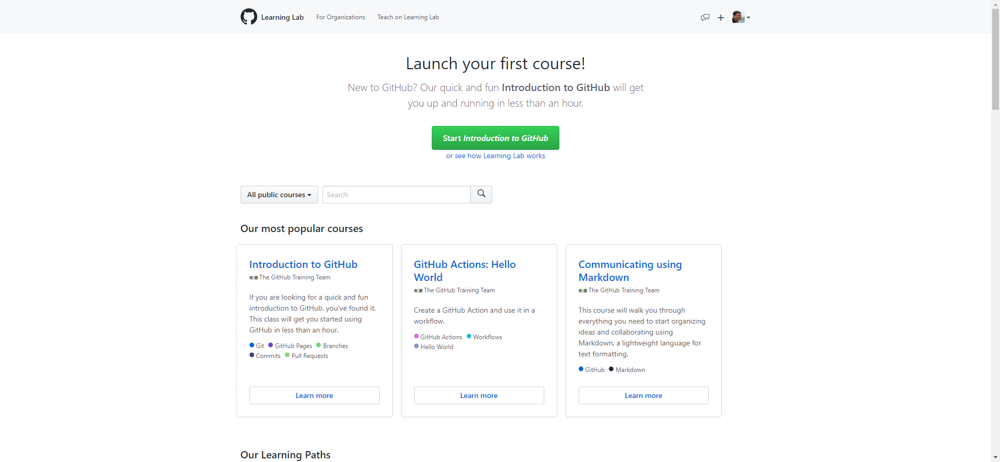 Learning Lab
For Organizations
Teach on Learning Lab
Launch your first course!
New to GitHub? Our quick and fun Introduction to GitHub will get
you up and running in less than an hour.
Start Introduction to GitHub
or see how Learning Lab works
All public courses
Search
Our most popular courses
Introduction to GitHub
The GitHub Training Team
If you are looking for a quick and fun
introduction to GitHub, you've found it.
This class will get you started using
GitHub in less than an hour.
Git GitHub Pages Branches
Commits Pull Requests
Learn more
GitHub Actions: Hello
World
The GitHub Training Team
Create a GitHub Action and use it in a
workflow.
GitHub Actions Workflows
Hello World
Learn more
Communicating using
Markdown
The GitHub Training Team
This course will walk you through
everything you need to start organizing
ideas and collaborating using
Markdown, a lightweight language for
text formatting.
GitHub Markdown
Learn more
Our Learning Paths